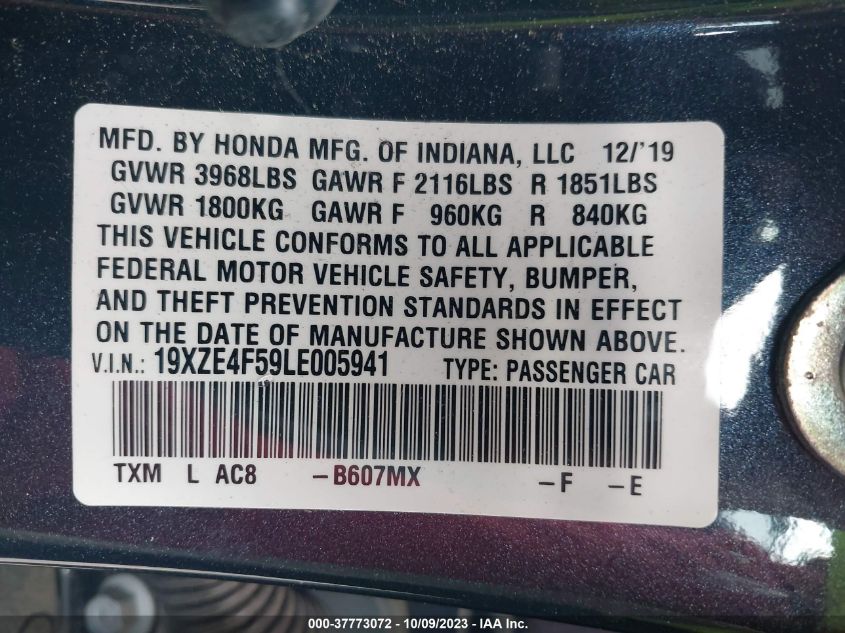 MFD. BY HONDA MFG. OF INDIANA, LLC 12/'19
GVWR 3968LBS GAWR F 2116LBS R 1851LBS
GVWR 1800KG GAWR F 960KG R 840KG
THIS VEHICLE CONFORMS TO ALL APPLICABLE
FEDERAL MOTOR VEHICLE SAFETY, BUMPER,
AND THEFT PREVENTION STANDARDS IN EFFECT
ON THE DATE OF MANUFACTURE SHOWN ABOVE.
V.I.N.: 19XZE4F59LE005941 TYPE: PASSENGER CAR
TXM L AC8 -B607MX -F -E
000-37773072 - 10/09/2023 - IAA Inc.